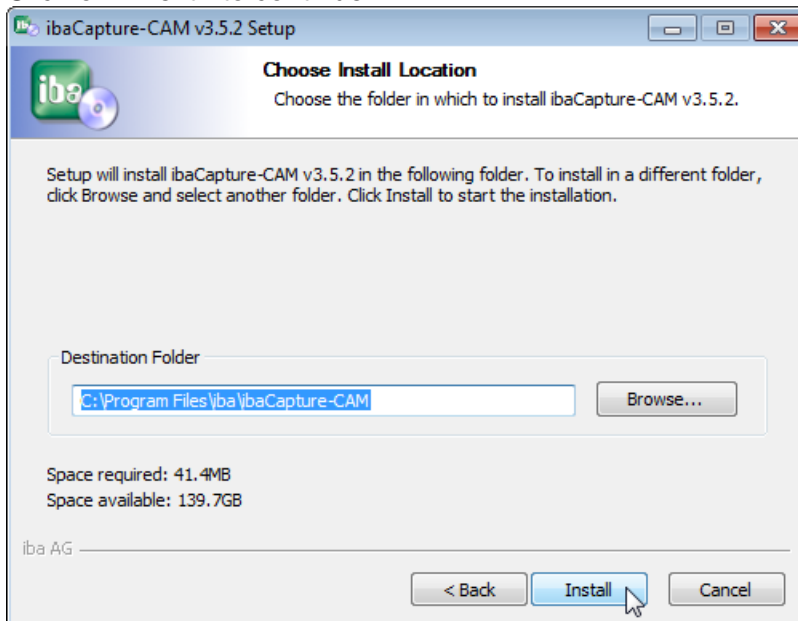 ibaCapture-CAM v3.5.2 Setup
iba
Choose Install Location
Choose the folder in which to install ibaCapture-CAM v3.5.2.
Setup will install ibaCapture-CAM v3.5.2 in the following folder. To install in a different folder,
click Browse and select another folder. Click Install to start the installation.
Destination Folder
C:\Program Files\iba\ibaCapture-CAM
Browse...
Space required: 41.4MB
Space available: 139.7GB
iba AG
< Back Install Cancel